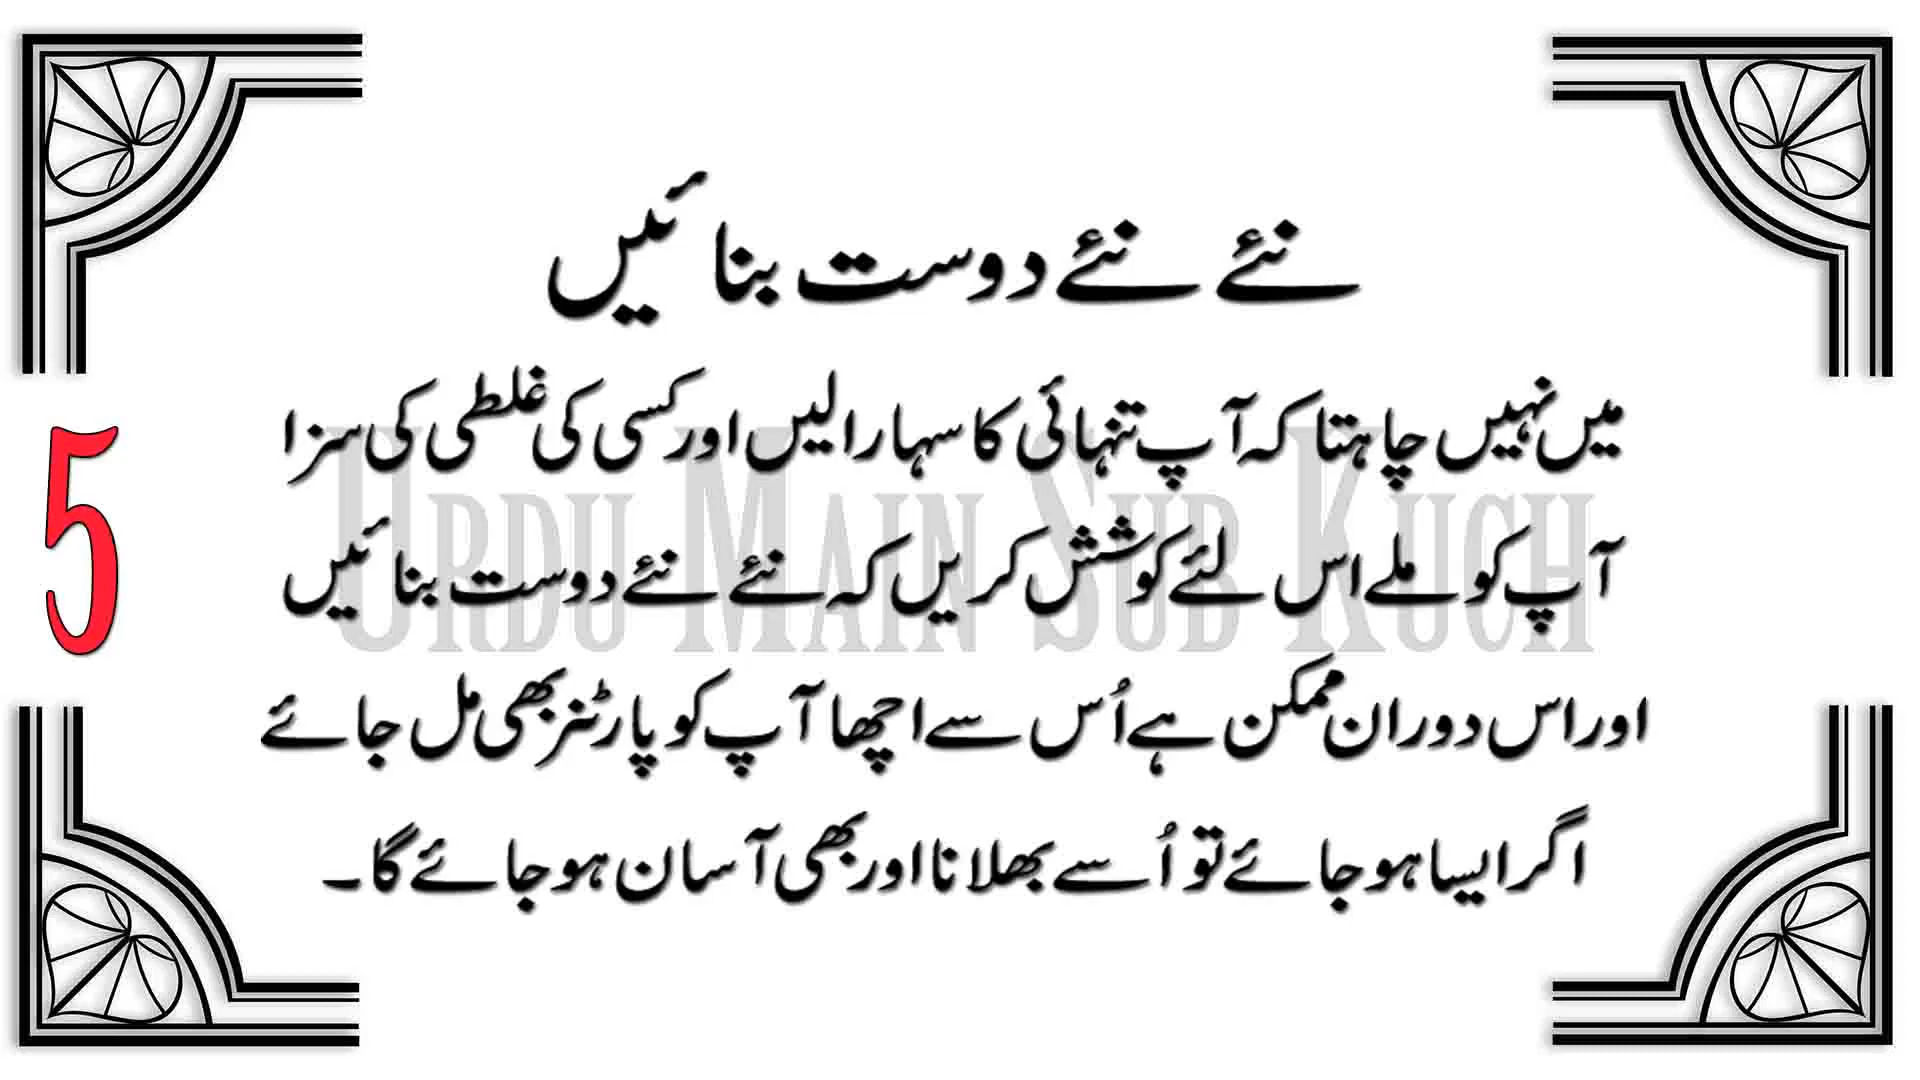 نئے نئے دوست بنائیں
میں نہیں چاہتا کہ آپ تنہائی کا سہارا لیں اور کسی کی غلطی کی سزا
آپ کو ملے اس لئے کوشش کریں کہ نئے نئے دوست بنائیں
اور اس دوران ممکن ہے اُس سے اچھا آپ کو پارٹنر بھی مل جائے
اگر ایسا ہو جائے تو اُسے بھلانا اور بھی آسان ہو جائے گا۔
5
URDU MAIN SUB KUCH